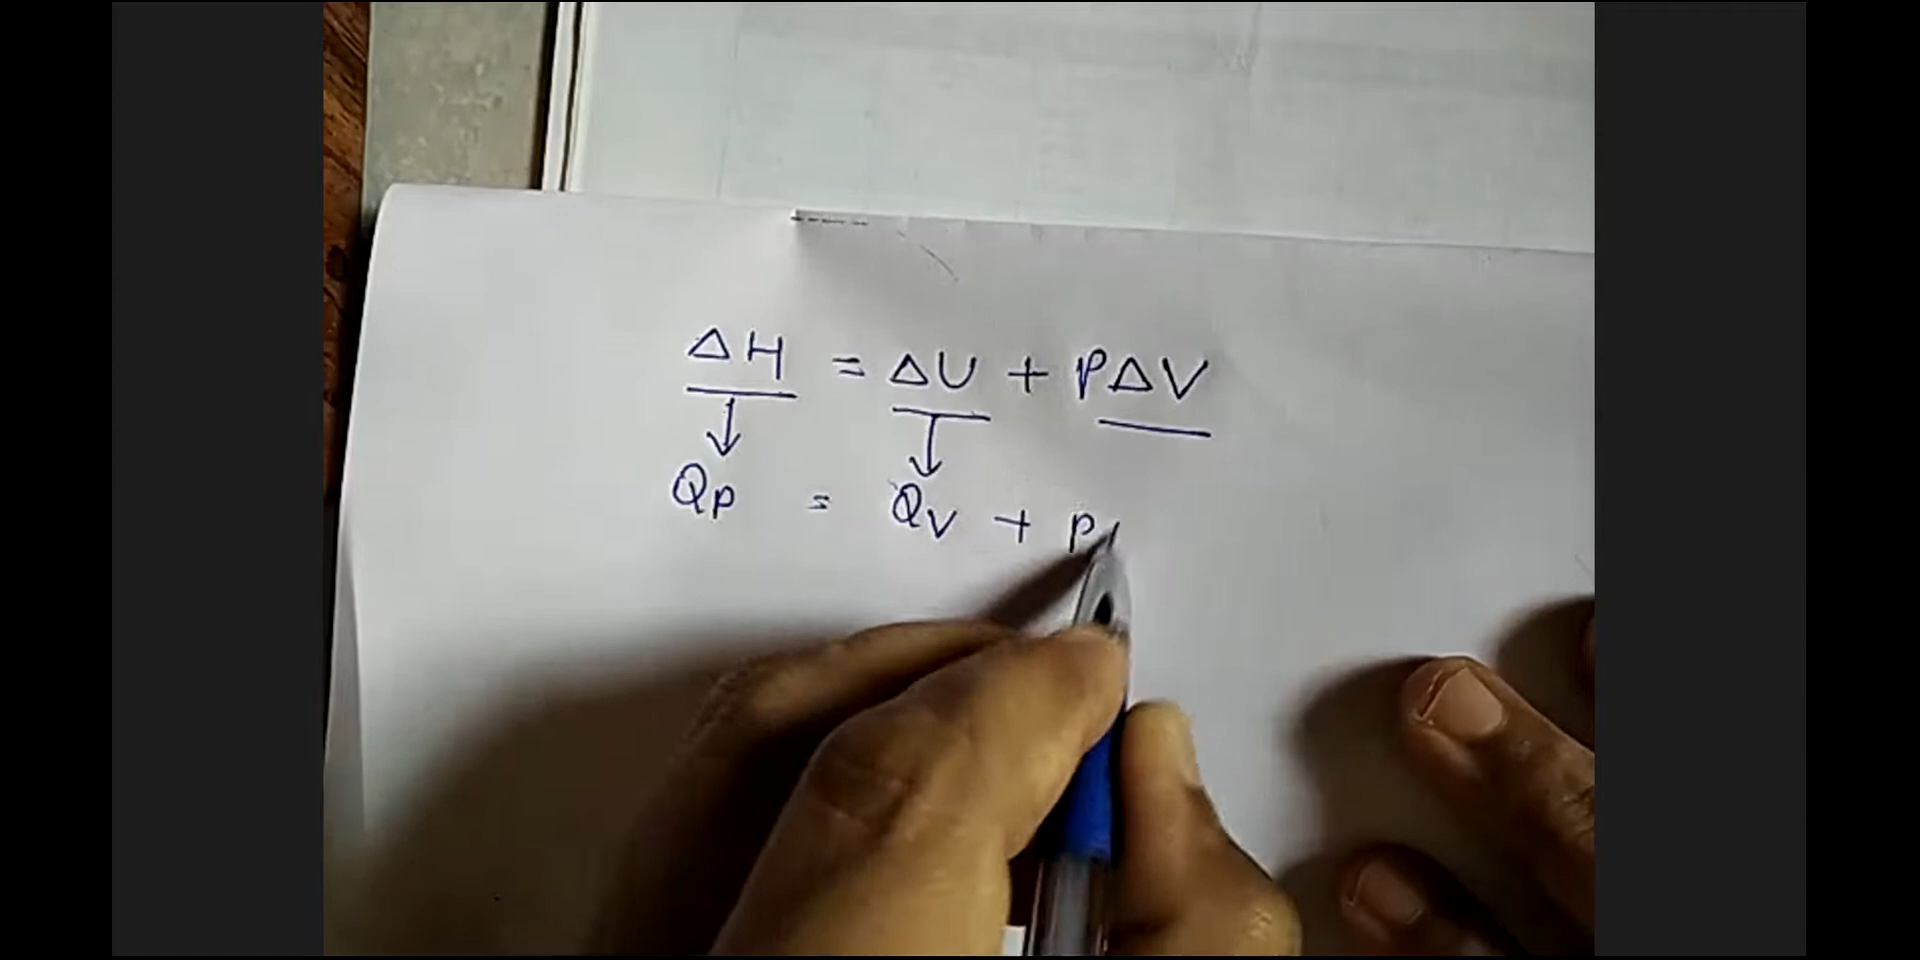 ΔH = ΔU + PΔV
↓ ↓
Qp = Qv + P